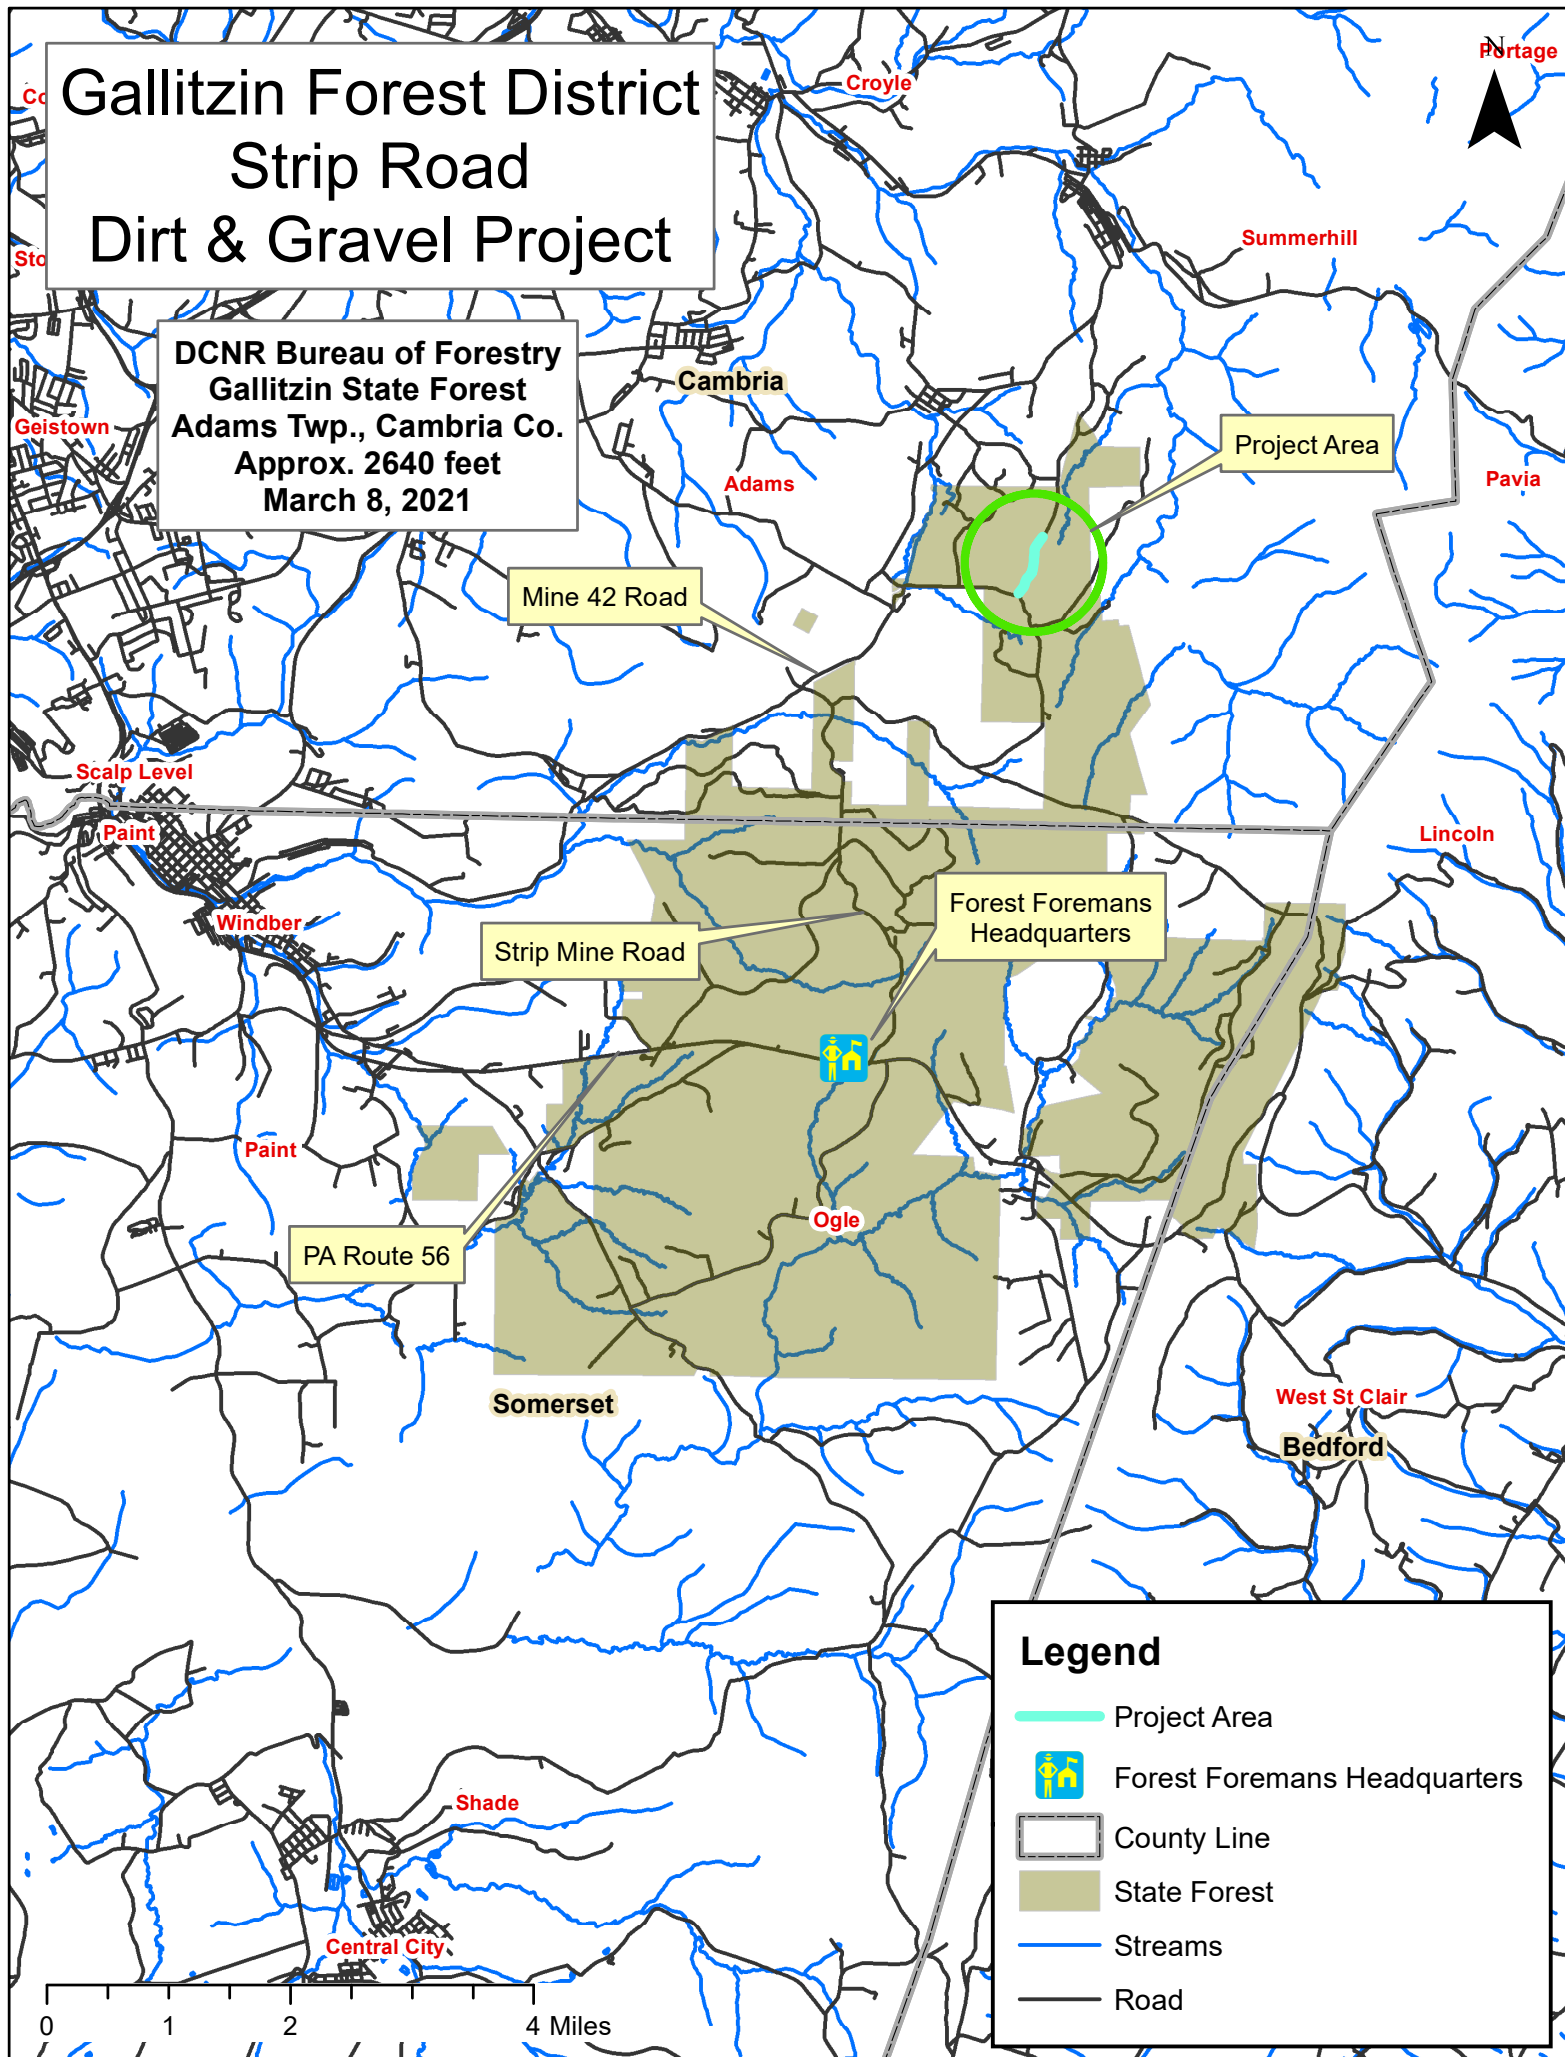 Gallitzin Forest District
Strip Road
Dirt & Gravel Project
DCNR Bureau of Forestry
Gallitzin State Forest
Adams Twp., Cambria Co.
Approx. 2640 feet
March 8, 2021
N
Portage
Croyle
Co
Sto
Summerhill
Cambria
Geistown
Adams
Project Area
Pavia
Mine 42 Road
Scalp Level
Paint
Lincoln
Windber
Strip Mine Road
Forest Foremans
Headquarters
Paint
Ogle
PA Route 56
Somerset
West St Clair
Bedford
Shade
Central City
Legend
Project Area
Forest Foremans Headquarters
County Line
State Forest
Streams
Road
0 1 2 4 Miles